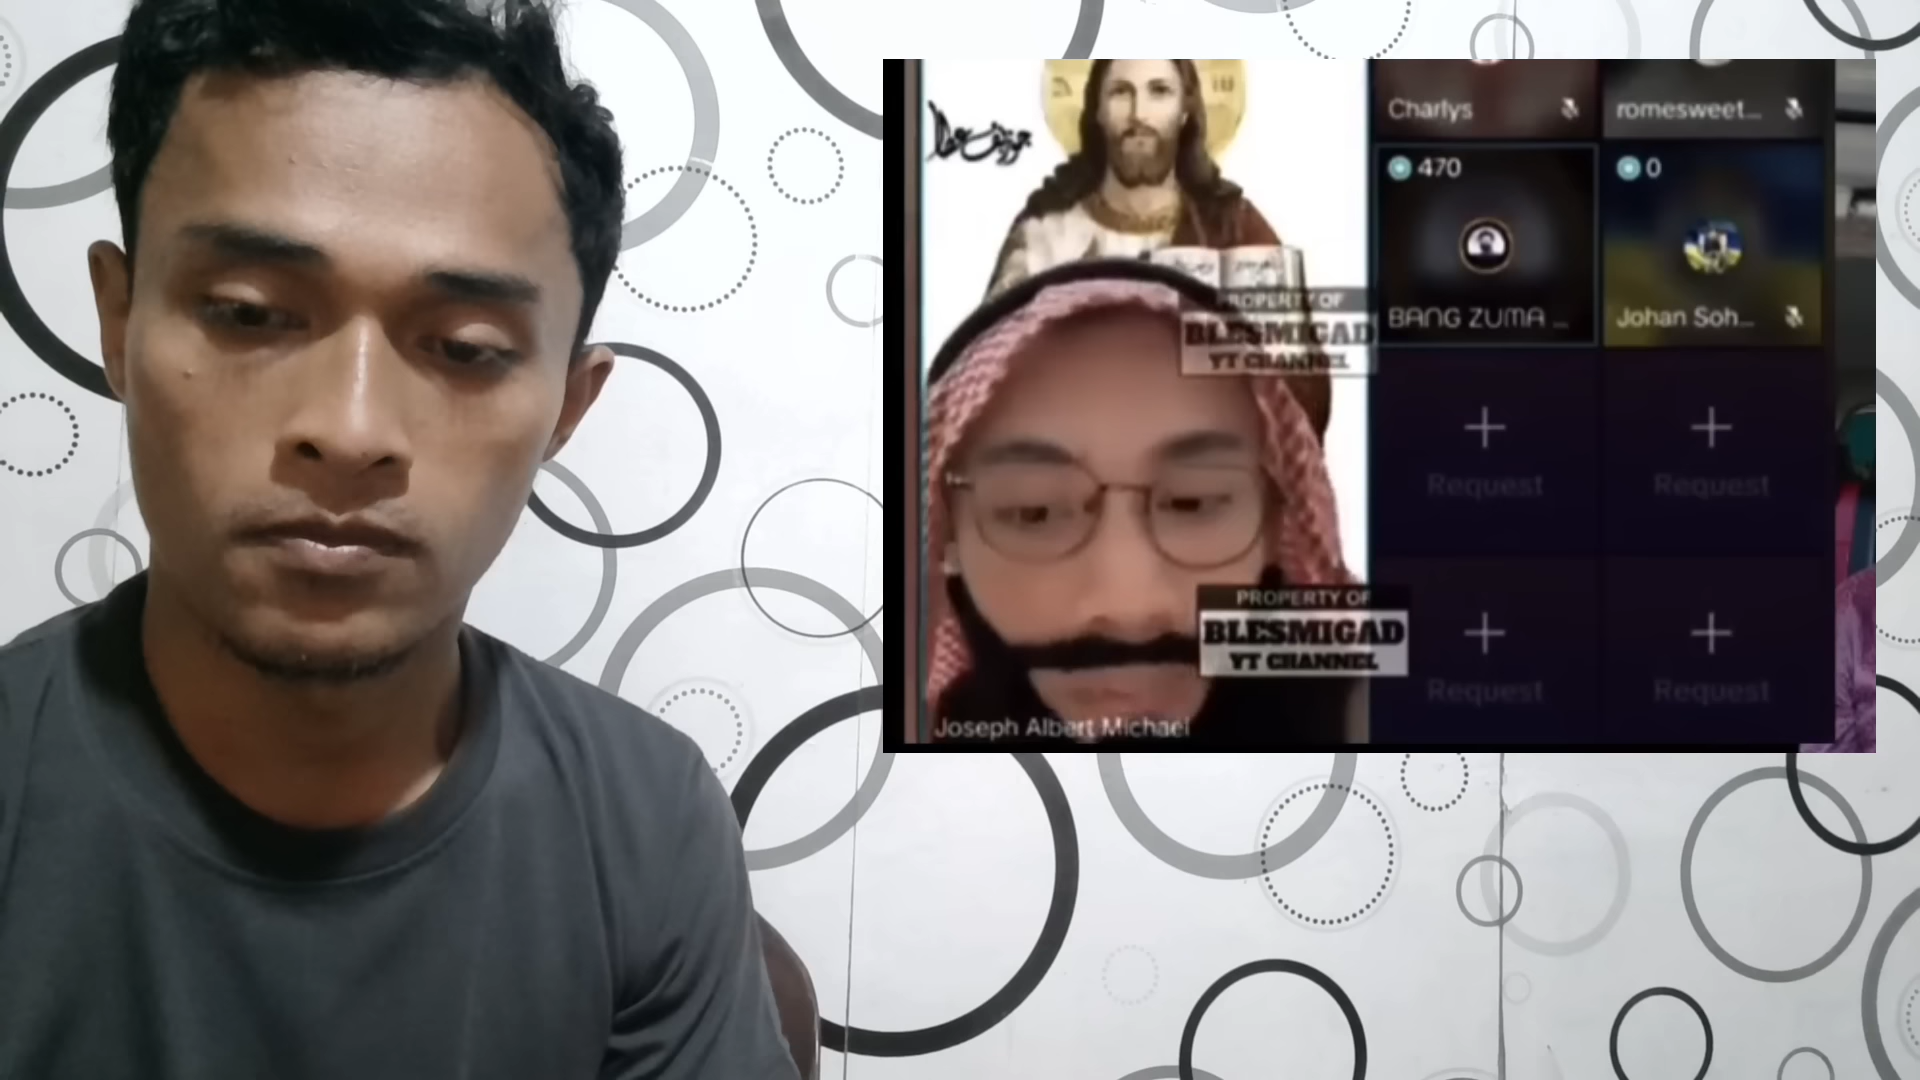 Charlys
romesweet...
470
0
BANG ZUMA ...
Johan Soh...
PROPERTY OF
BLESMIGAD
YT CHANNEL
Request
Request
PROPERTY OF
BLESMIGAD
YT CHANNEL
Request
Request
Joseph Albert Michael